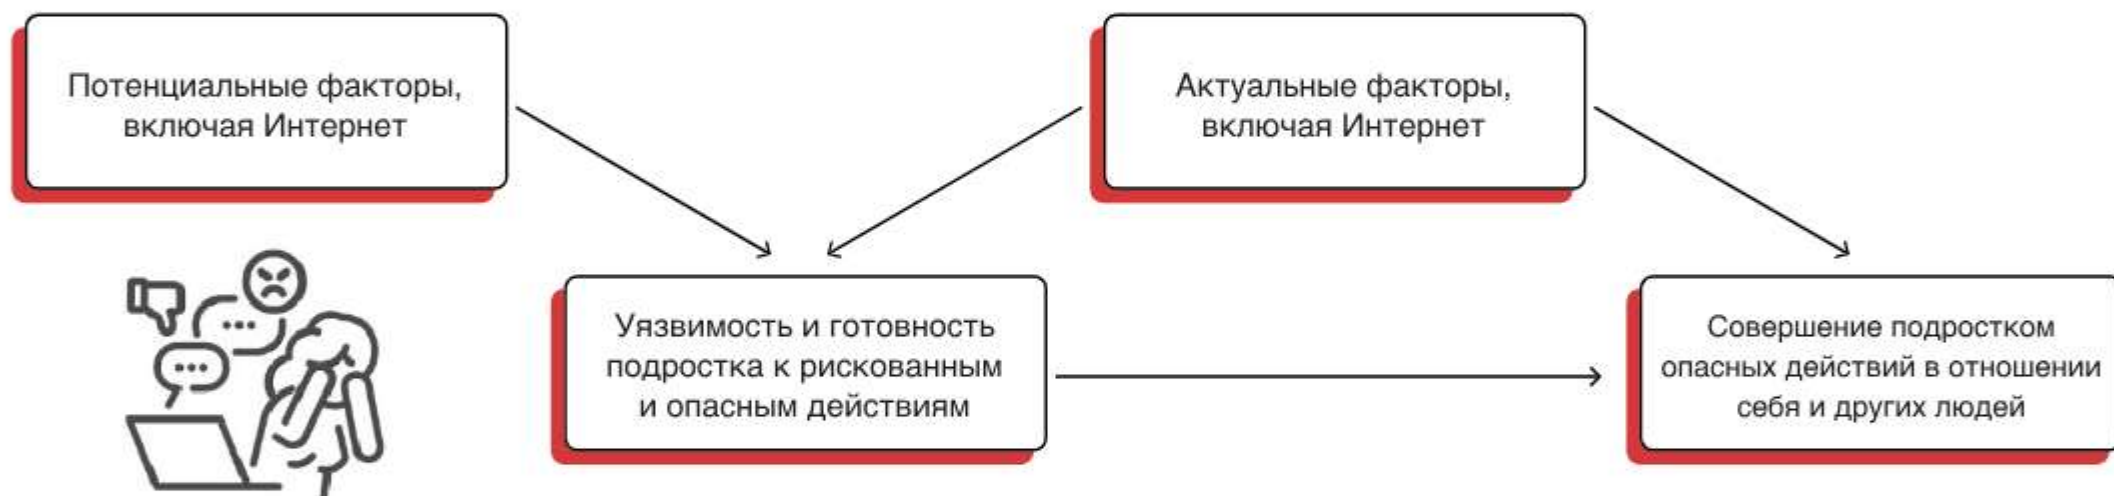 Потенциальные факторы,
включая Интернет
Актуальные факторы,
включая Интернет
Уязвимость и готовность
подростка к рискованным
и опасным действиям
Совершение подростком
опасных действий в отношении
себя и других людей